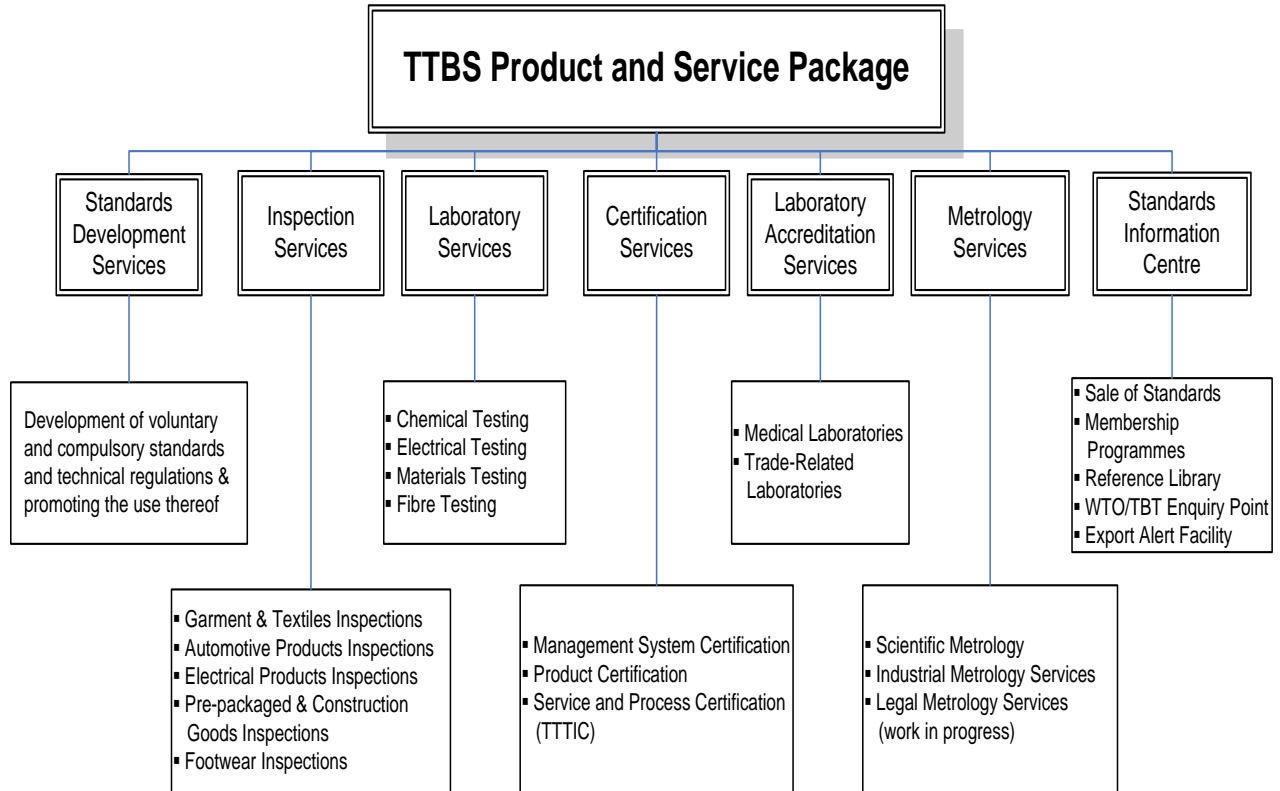 TTBS Product and Service Package
Standards
Development
Services
Inspection
Services
Laboratory
Services
Certification
Services
Laboratory
Accreditation
Services
Metrology
Services
Standards
Information
Centre
Development of voluntary
and compulsory standards
and technical regulations &
promoting the use thereof
▪ Chemical Testing
▪ Electrical Testing
▪ Materials Testing
▪ Fibre Testing
▪ Medical Laboratories
▪ Trade-Related
Laboratories
▪ Sale of Standards
▪ Membership
Programmes
▪ Reference Library
▪ WTO/TBT Enquiry Point
▪ Export Alert Facility
▪ Garment & Textiles Inspections
▪ Automotive Products Inspections
▪ Electrical Products Inspections
▪ Pre-packaged & Construction
Goods Inspections
▪ Footwear Inspections
▪ Management System Certification
▪ Product Certification
▪ Service and Process Certification
(TTTIC)
▪ Scientific Metrology
▪ Industrial Metrology Services
▪ Legal Metrology Services
(work in progress)